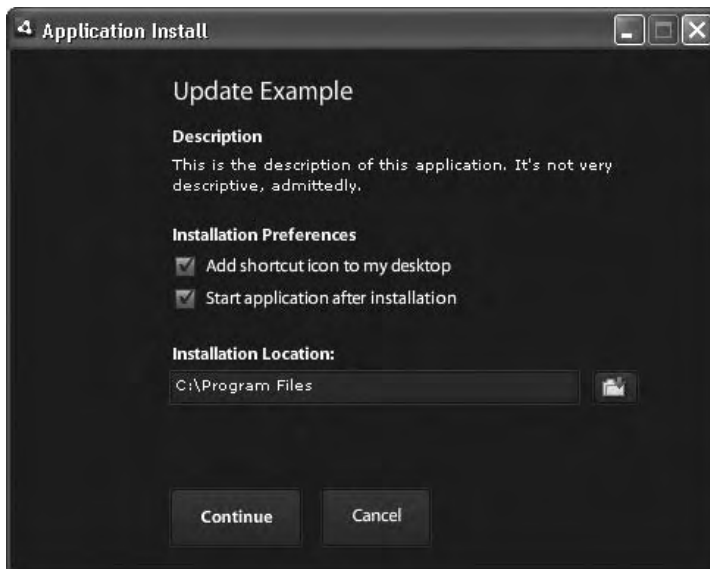 Application Install
Update Example
Description
This is the description of this application. It's not very
descriptive, admittedly.
Installation Preferences
Add shortcut icon to my desktop
Start application after installation
Installation Location:
C:\Program Files
Continue Cancel